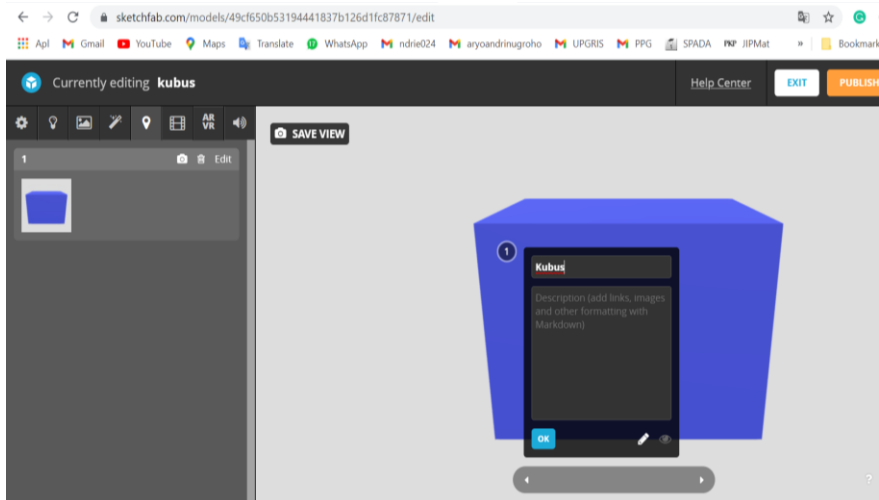 sketchfab.com/models/49cf650b53194441837b126d1fc87871/edit
Apl Gmail YouTube Maps Translate WhatsApp ndrie024 aryoandrinugroho UPGRIS PPG SPADA PKP JIPMat » Bookmark
Currently editing kubus
Help Center
EXIT
PUBLISH
AR
VR
SAVE VIEW
1 Edit
1
Kubus
Description (add links, images
and other formatting with
Markdown)
OK
?